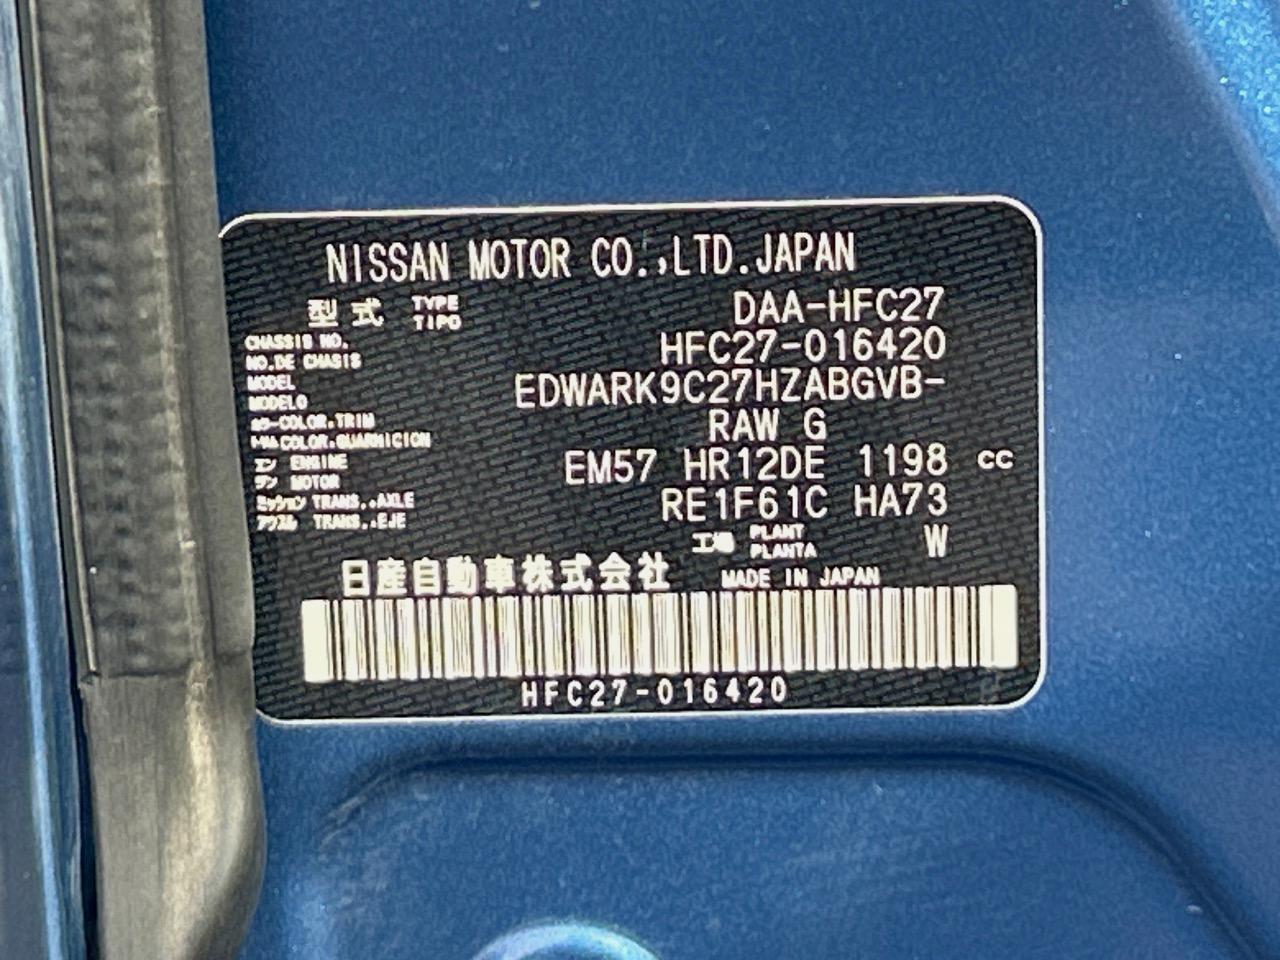 NISSAN MOTOR CO.,LTD.JAPAN
型式 TYPE TIPO DAA-HFC27
CHASSIS NO. NO.DE CHASIS HFC27-016420
MODEL MODELO EDWARK9C27HZABGVB-
カラー COLOR.TRIM トリム COLOR.GUARNICION RAW G
エンジン ENGINE MOTOR EM57 HR12DE 1198 cc
ミッション TRANS..AXLE アクスル TRANS..EJE RE1F61C HA73
工場 PLANT PLANTA W
日産自動車株式会社 MADE IN JAPAN
HFC27-016420